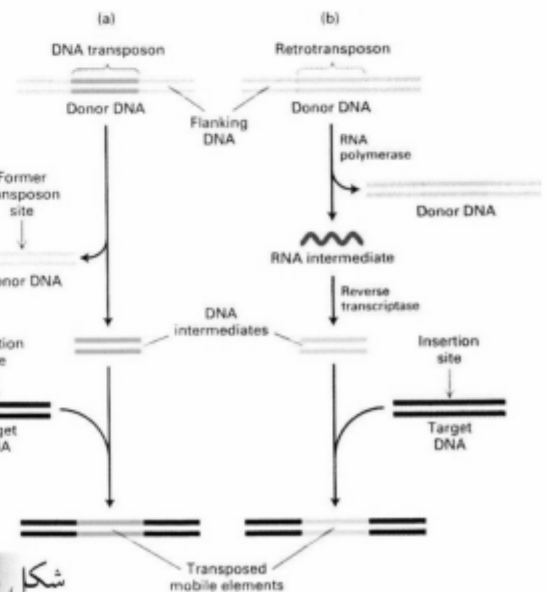 (a)
(b)
DNA transposon
Retrotransposon
Donor DNA
Donor DNA
Flanking
DNA
RNA
polymerase
Former
site
Donor DNA
RNA intermediate
Reverse
transcriptase
DNA
intermediates
Insertion
site
Target
DNA
Transposed
mobile elements
شکل